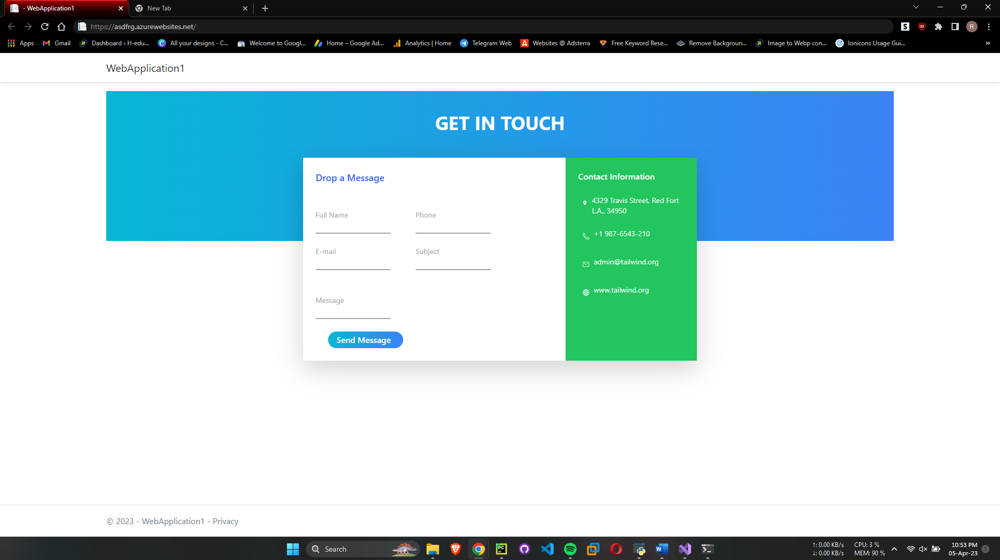 - WebApplication1
New Tab
https://asdfrg.azurewebsites.net/
S
UD
R
Apps
Gmail
Dashboard ‹ H-edu...
All your designs - C...
Welcome to Googl...
Home – Google Ad...
Analytics | Home
Telegram Web
Websites @ Adsterra
Free Keyword Rese...
Remove Backgroun...
Image to Webp con...
Ionicons Usage Gui...
»
WebApplication1
GET IN TOUCH
Drop a Message
Full Name
Phone
E-mail
Subject
Message
Send Message
Contact Information
4329 Travis Street, Red Fort
L.A., 34950
+1 987-6543-210
admin@tailwind.org
www.tailwind.org
© 2023 - WebApplication1 - Privacy
Search
PC
W
↑: 0.00 KB/s
↓: 0.00 KB/s
CPU: 3 %
MEM: 90 %
10:53 PM
05-Apr-23
1